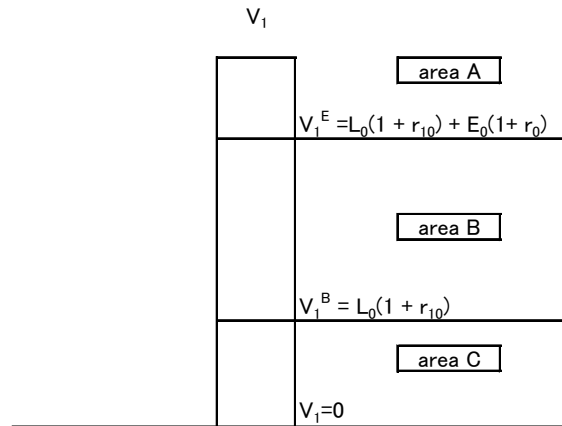 V₁
area A
V₁ᴱ =L₀(1 + r₁₀) + E₀(1+ r₀)
area B
V₁ᴮ = L₀(1 + r₁₀)
area C
V₁=0